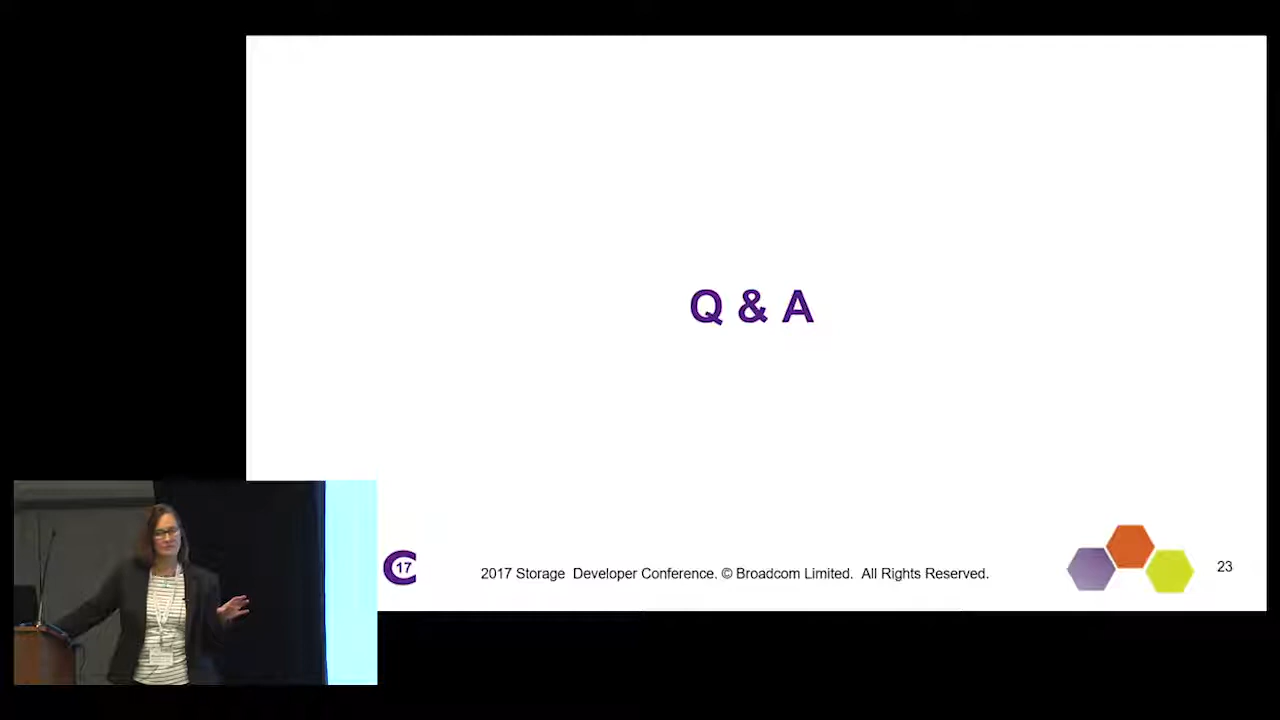 Q & A
17
2017 Storage Developer Conference. © Broadcom Limited. All Rights Reserved.
23